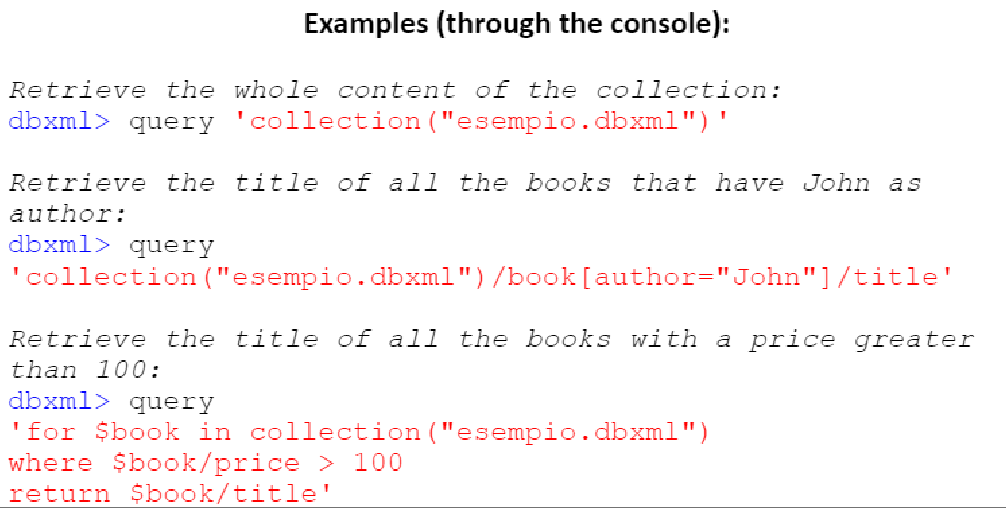 Examples (through the console):
Retrieve the whole content of the collection:
dbxml> query 'collection("esempio.dbxml")'
Retrieve the title of all the books that have John as
author:
dbxml> query
'collection("esempio.dbxml")/book[author="John"]/title'
Retrieve the title of all the books with a price greater
than 100:
dbxml> query
'for $book in collection("esempio.dbxml")
where $book/price > 100
return $book/title'